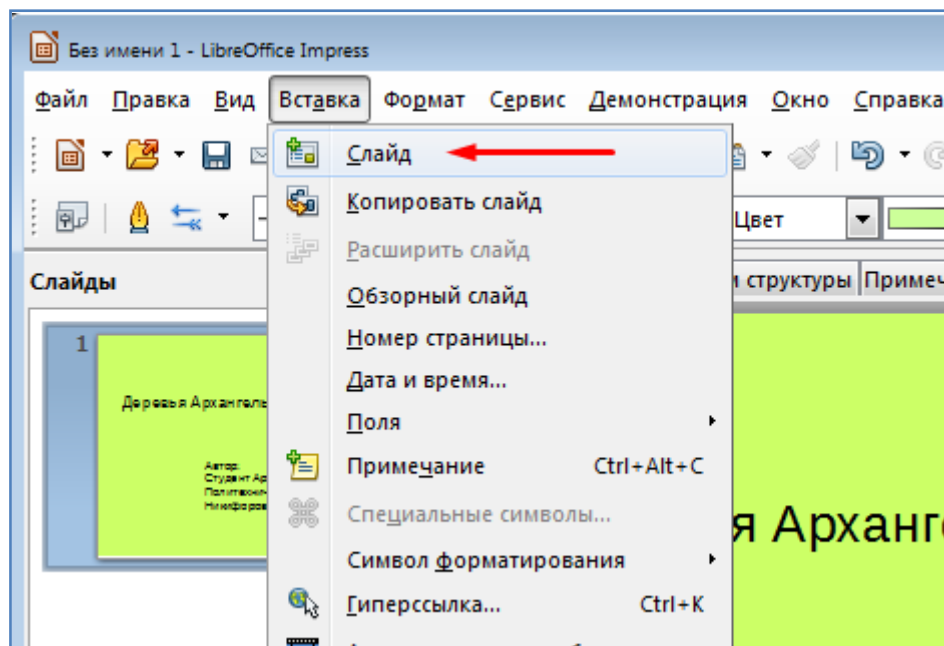 Без имени 1 - LibreOffice Impress
Файл Правка Вид Вставка Формат Сервис Демонстрация Окно Справка
Слайд
Копировать слайд
Цвет
Расширить слайд
Слайды
структуры Примеч
Обзорный слайд
Номер страницы...
1
Дата и время...
Деревья Архангель
Поля
Автор:
Примечание Ctrl+Alt+C
Студент Ар
Политехнич
Никифоров
Специальные символы...
я Арханг
Символ форматирования
Гиперссылка... Ctrl+K